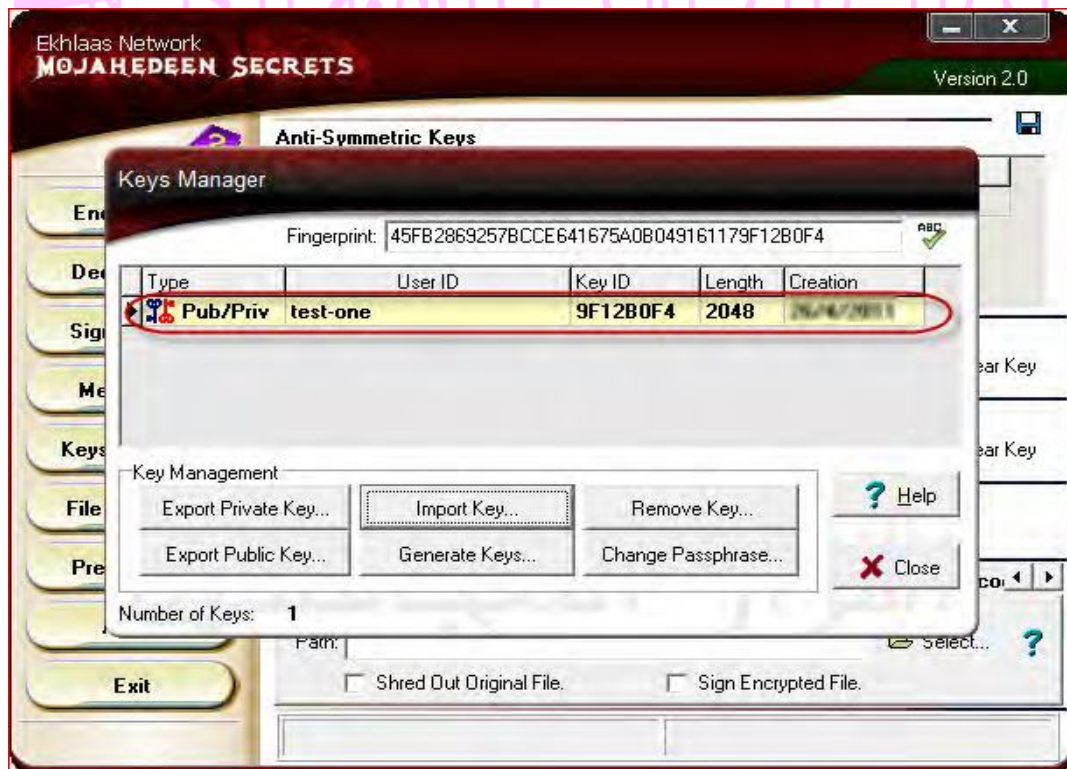 Ekhlaas Network
MOJAHEDEEN SECRETS
Version 2.0
Anti-Symmetric Keys
Keys Manager
Fingerprint: 45FB2869257BCCE641675A0B049161179F12B0F4
Type User ID Key ID Length Creation
Pub/Priv test-one 9F12B0F4 2048
Keys
File
Key Management
Export Private Key... Import Key... Remove Key...
Export Public Key... Generate Keys... Change Passphrase...
Help
Close
Number of Keys: 1
Key
Key
Path: Select...
Shred Out Original File. Sign Encrypted File.
Exit